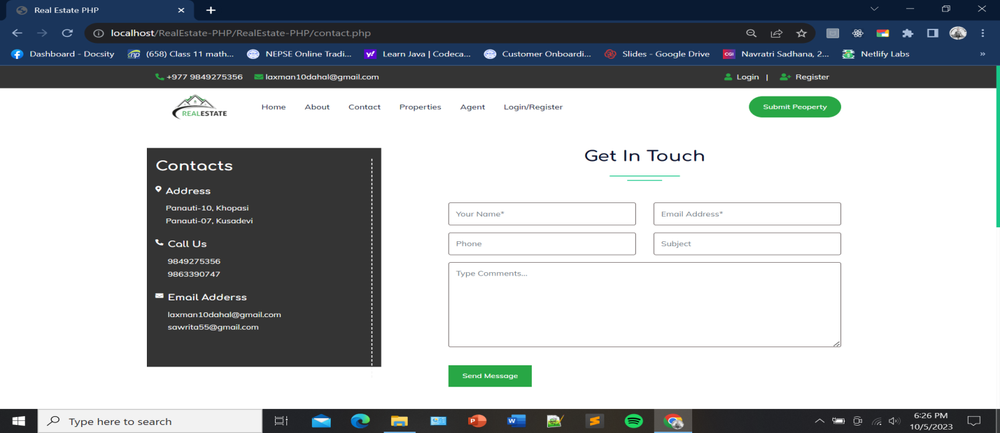 Real Estate PHP
localhost/RealEstate-PHP/RealEstate-PHP/contact.php
Dashboard - Docsity (658) Class 11 math... NEPSE Online Tradi... Learn Java | Codeca... Customer Onboardi... Slides - Google Drive CGI Navratri Sadhana, 2... Netlify Labs »
+977 9849275356 laxman10dahal@gmail.com Login | Register
REALESTATE Home About Contact Properties Agent Login/Register Submit Peoperty
Contacts
Address
Panauti-10, Khopasi
Panauti-07, Kusadevi
Call Us
9849275356
9863390747
Email Adderss
laxman10dahal@gmail.com
sawrita55@gmail.com
Get In Touch
Your Name* Email Address*
Phone Subject
Type Comments...
Send Message
Type here to search
6:26 PM
10/5/2023